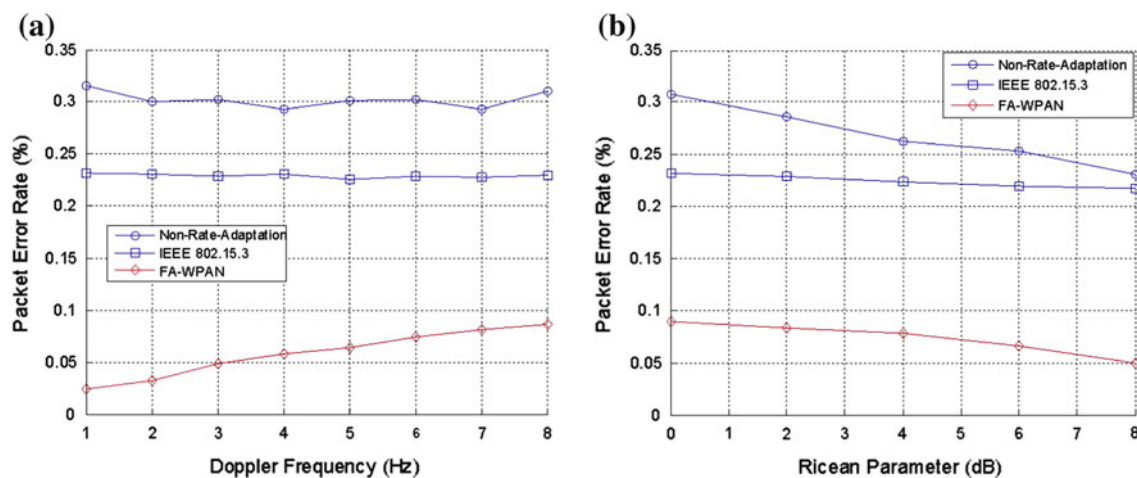 (a)
0.35
0.3
0.25
0.2
0.15
0.1
0.05
0
Packet Error Rate (%)
Non-Rate-Adaptation
IEEE 802.15.3
FA-WPAN
1 2 3 4 5 6 7 8
Doppler Frequency (Hz)
(b)
0.35
0.3
0.25
0.2
0.15
0.1
0.05
0
Packet Error Rate (%)
Non-Rate-Adaptation
IEEE 802.15.3
FA-WPAN
0 1 2 3 4 5 6 7 8
Ricean Parameter (dB)